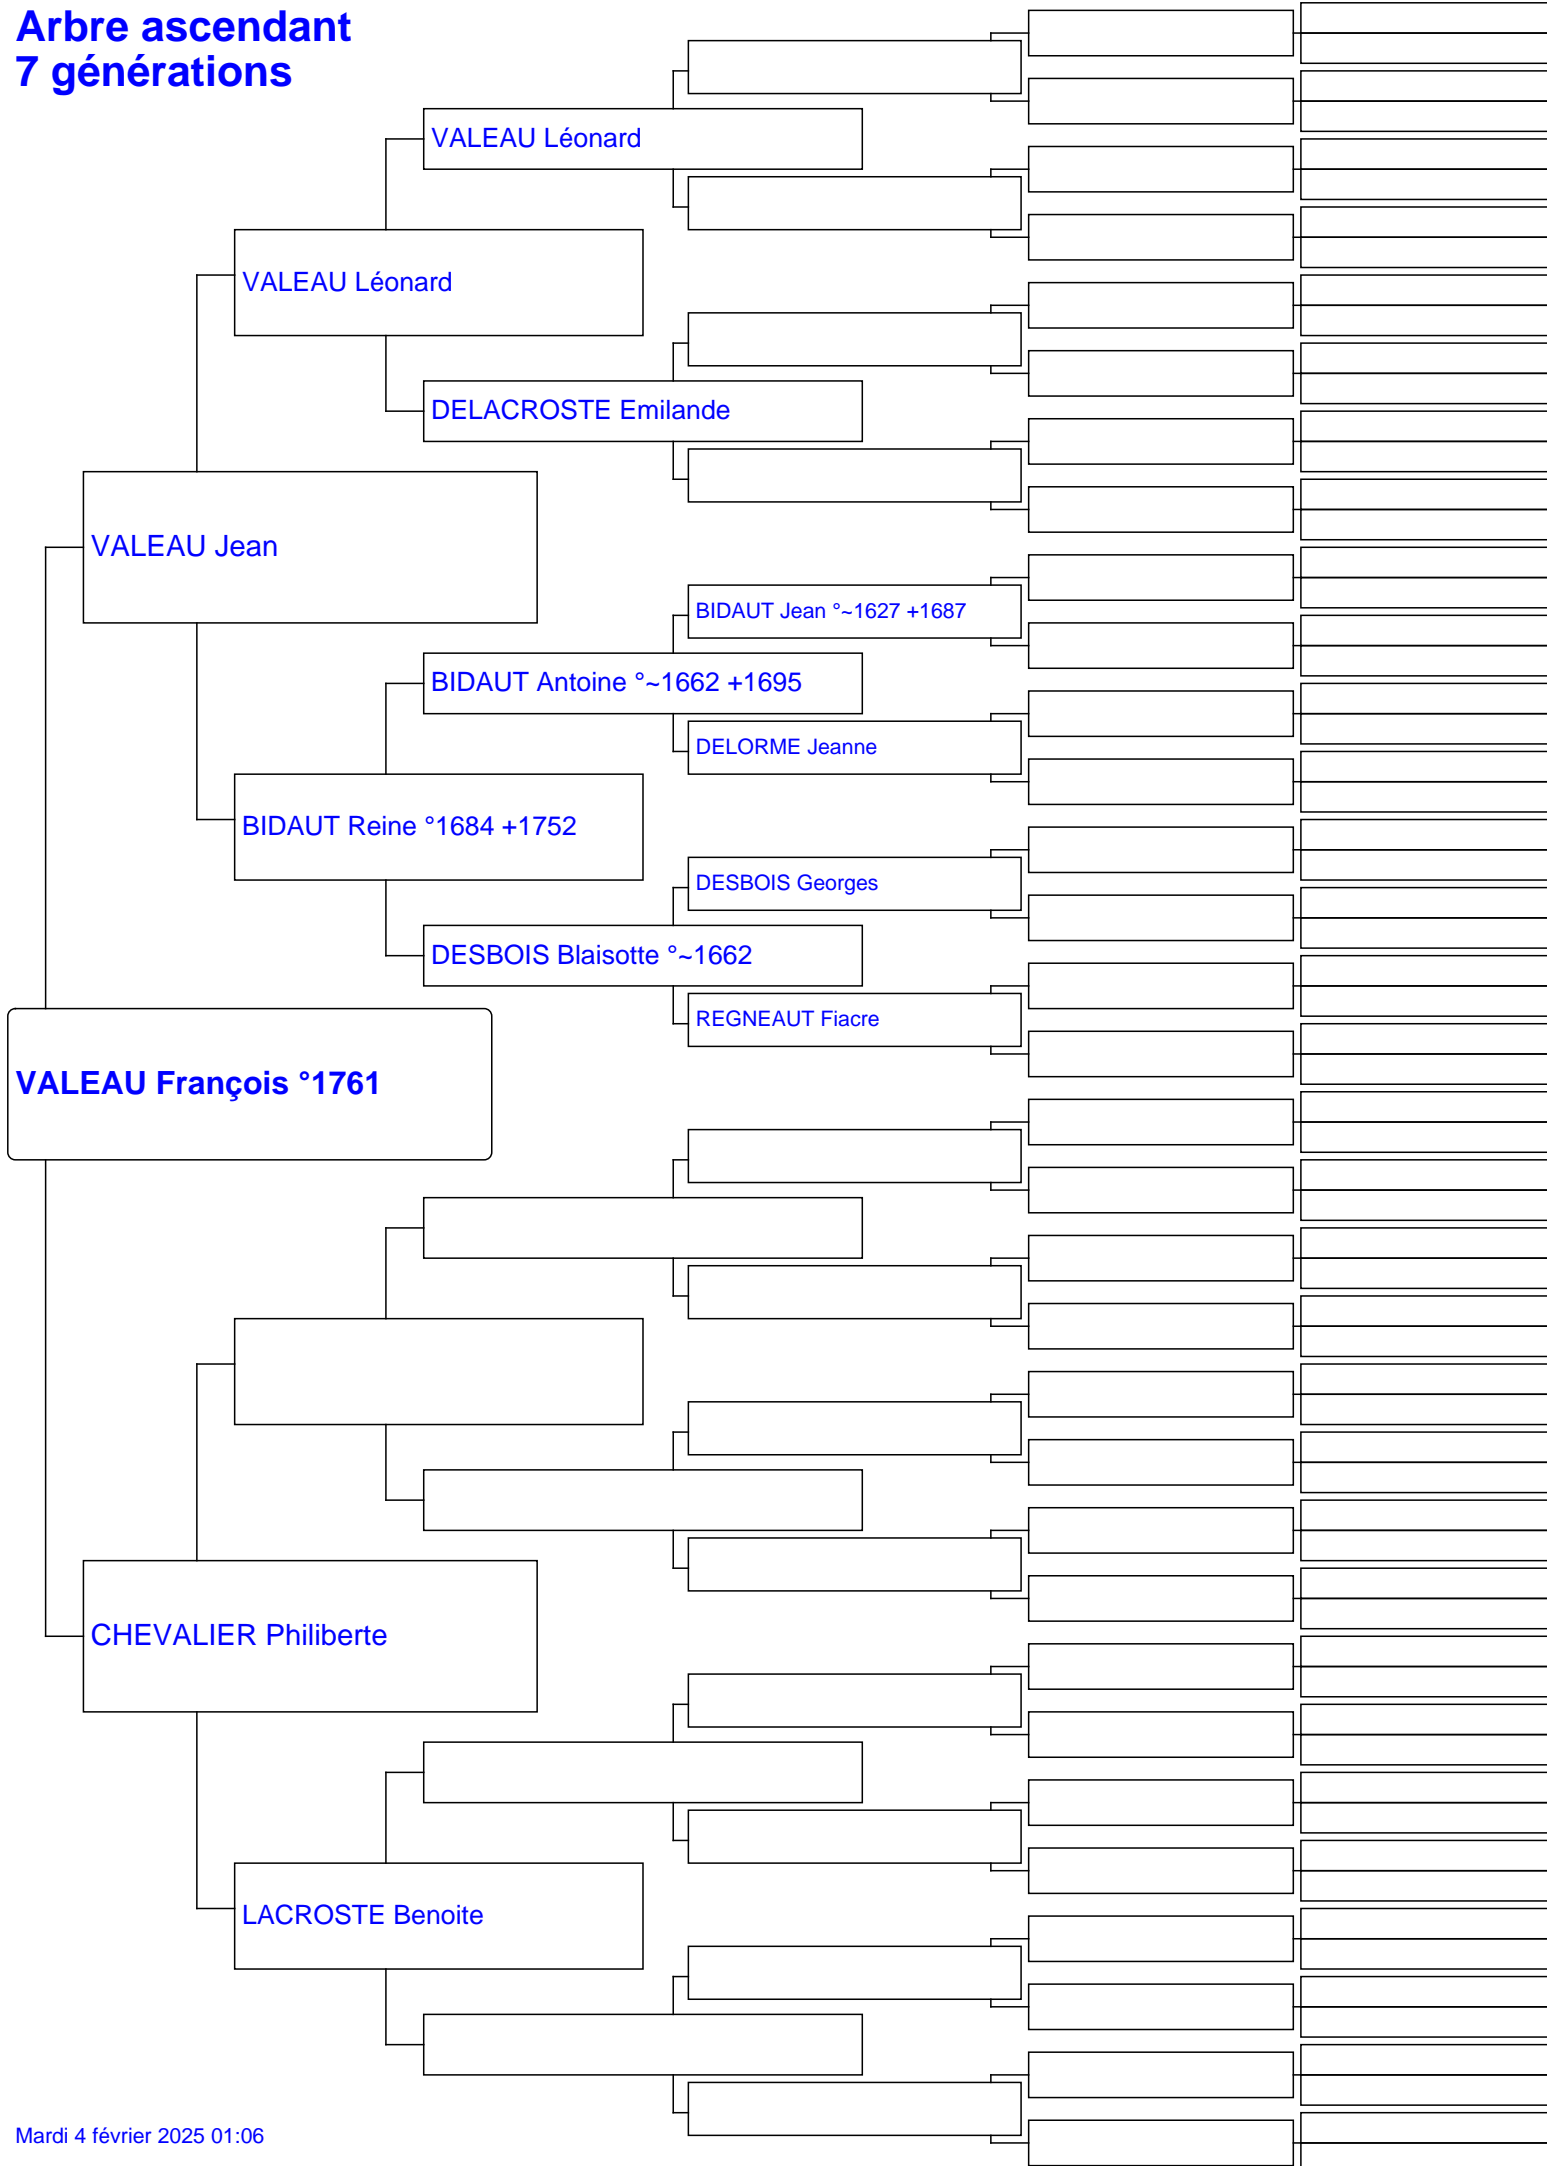 Arbre ascendant
7 générations
VALEAU Léonard
VALEAU Léonard
DELACROSTE Emilande
VALEAU Jean
BIDAUT Jean °~1627 +1687
BIDAUT Antoine °~1662 +1695
DELORME Jeanne
BIDAUT Reine °1684 +1752
DESBOIS Georges
DESBOIS Blaisotte °~1662
REGNEAUT Fiacre
VALEAU François °1761
CHEVALIER Philiberte
LACROSTE Benoite
Mardi 4 février 2025 01:06